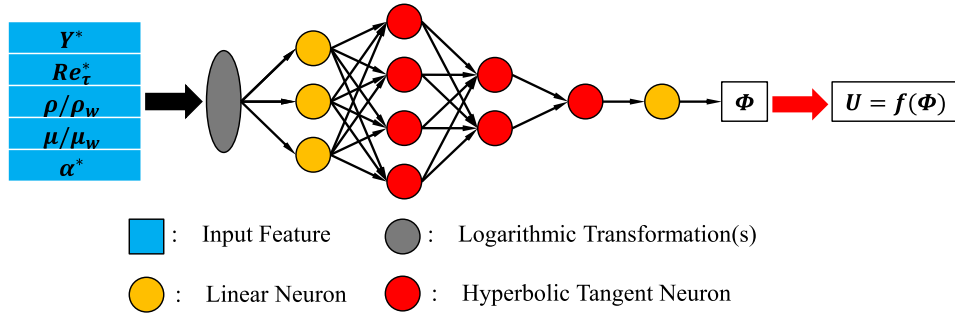 Y*
Re*τ
ρ/ρw
μ/μw
α*
Φ
U = f(Φ)
: Input Feature
: Logarithmic Transformation(s)
: Linear Neuron
: Hyperbolic Tangent Neuron